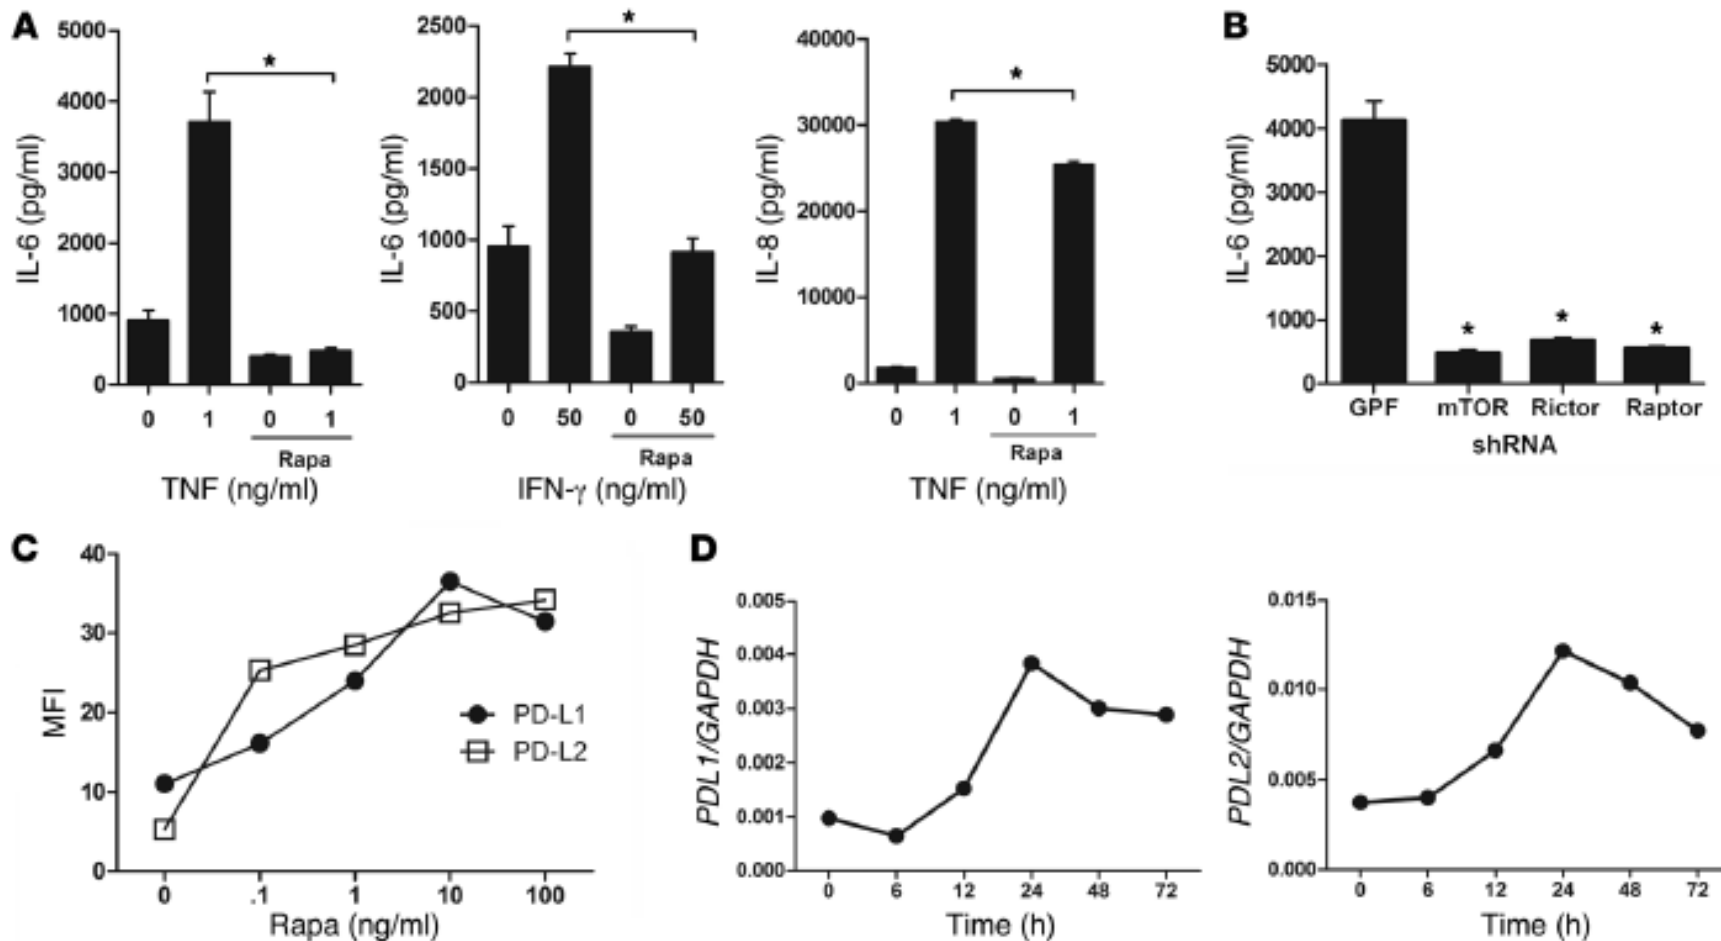 A
5000
4000
3000
2000
1000
0
IL-6 (pg/ml)
*
0 1 0 1
Rapa
TNF (ng/ml)
2500
2000
1500
1000
500
0
IL-6 (pg/ml)
*
0 50 0 50
Rapa
IFN-γ (ng/ml)
40000
30000
20000
10000
0
IL-8 (pg/ml)
*
0 1 0 1
Rapa
TNF (ng/ml)
B
5000
4000
3000
2000
1000
0
IL-6 (pg/ml)
* * *
GPF mTOR Rictor Raptor
shRNA
C
40
30
20
10
0
MFI
PD-L1
PD-L2
0 .1 1 10 100
Rapa (ng/ml)
D
0.005
0.004
0.003
0.002
0.001
0.000
PDL1/GAPDH
0 6 12 24 48 72
Time (h)
0.015
0.010
0.005
0.000
PDL2/GAPDH
0 6 12 24 48 72
Time (h)